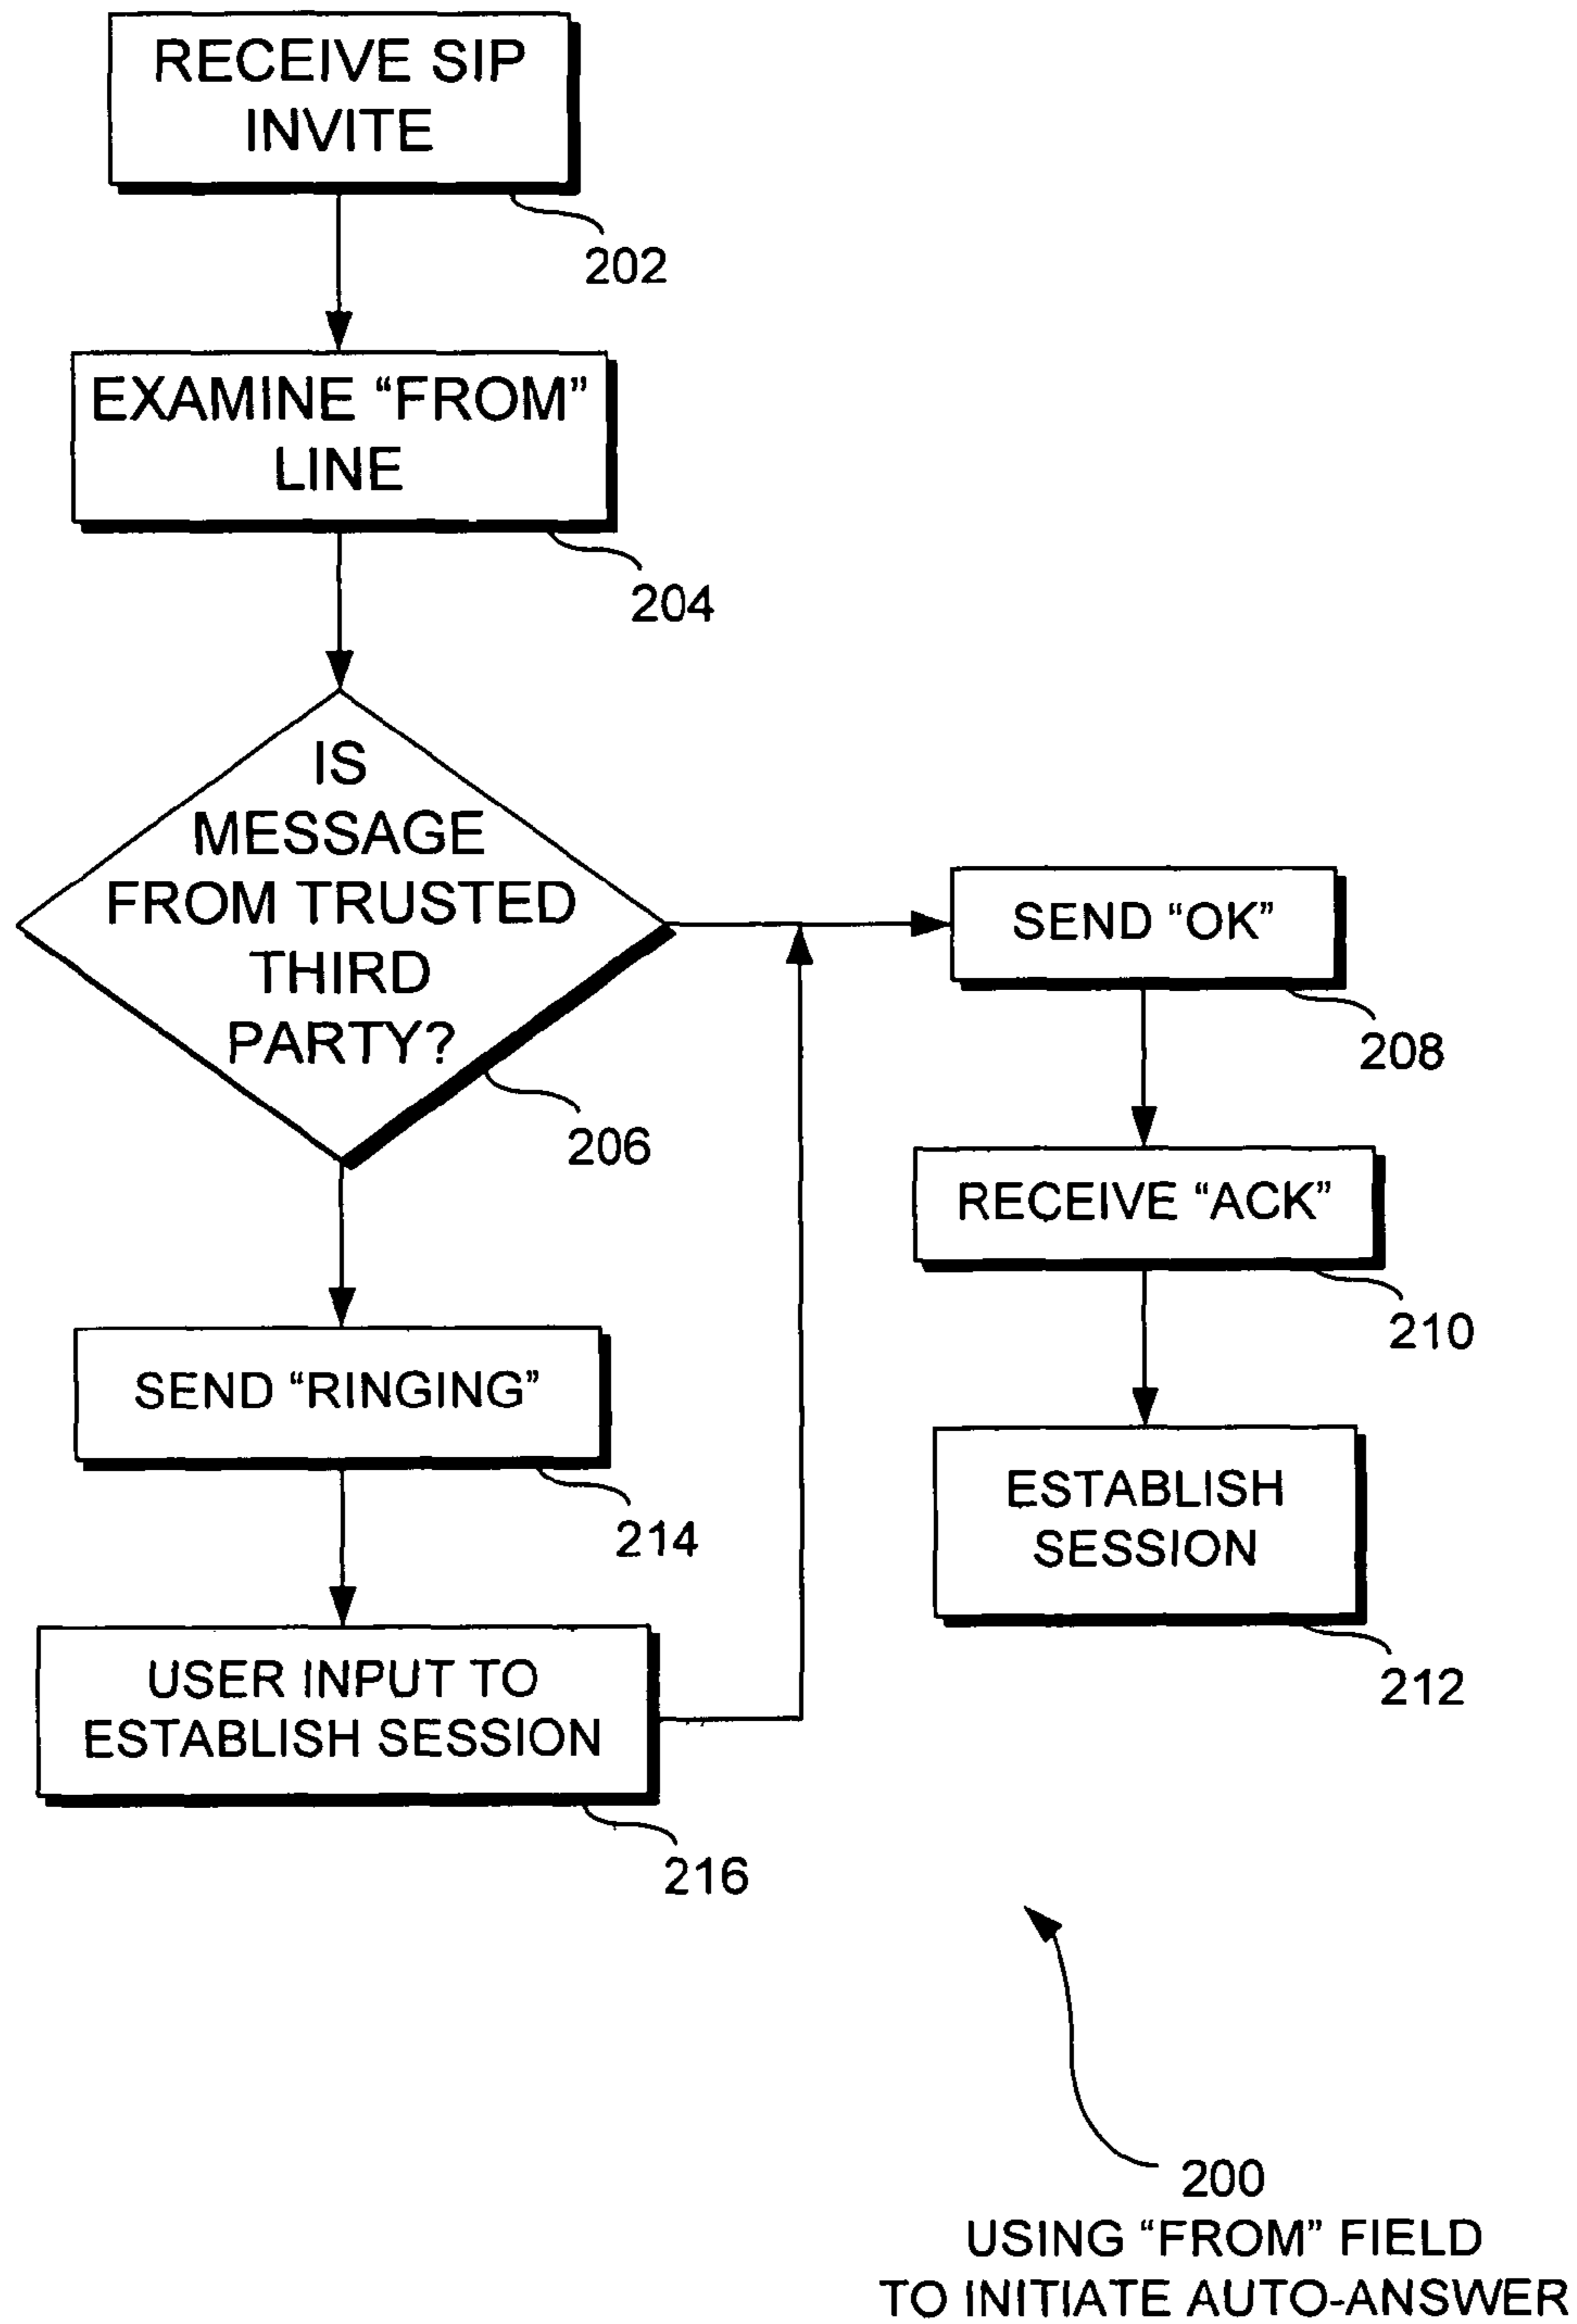 RECEIVE SIP
INVITE
202
EXAMINE “FROM”
LINE
204
IS
MESSAGE
FROM TRUSTED
THIRD
PARTY?
206
SEND “OK”
208
RECEIVE “ACK”
210
ESTABLISH
SESSION
212
SEND “RINGING”
214
USER INPUT TO
ESTABLISH SESSION
216
200
USING “FROM” FIELD
TO INITIATE AUTO-ANSWER